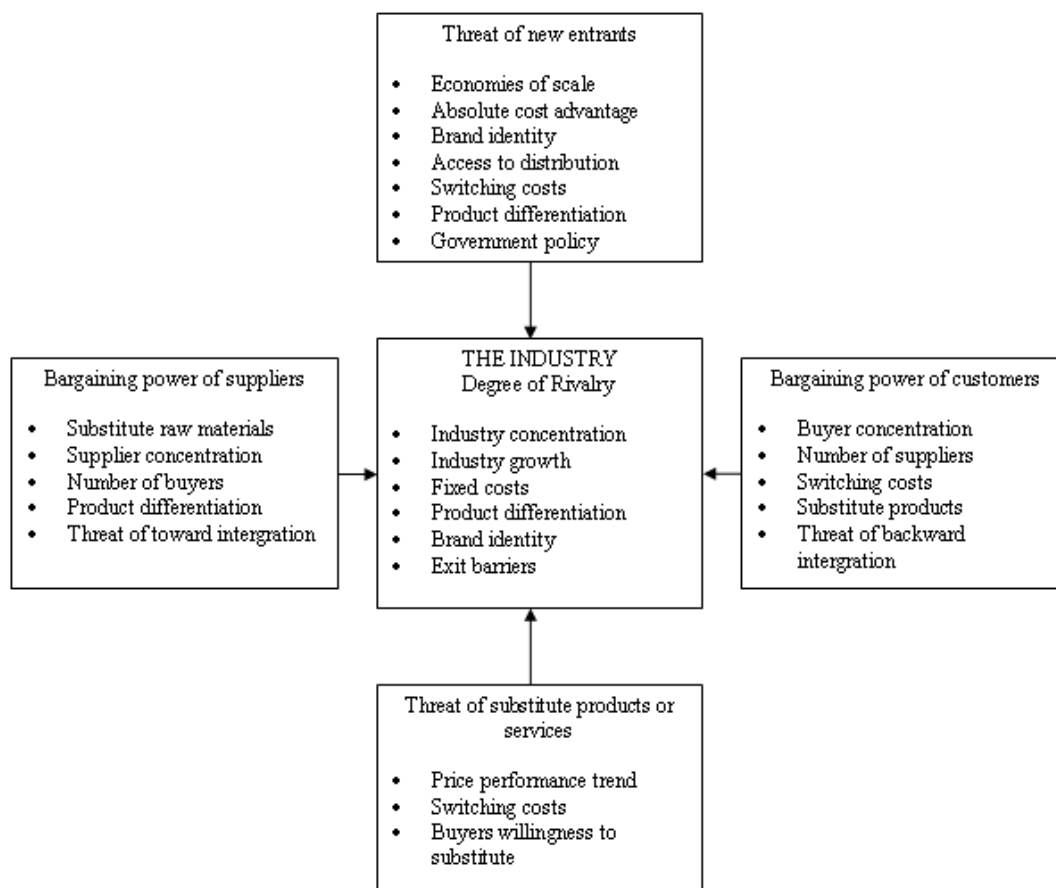 Threat of new entrants
• Economies of scale
• Absolute cost advantage
• Brand identity
• Access to distribution
• Switching costs
• Product differentiation
• Government policy
Bargaining power of suppliers
• Substitute raw materials
• Supplier concentration
• Number of buyers
• Product differentiation
• Threat of toward intergration
THE INDUSTRY
Degree of Rivalry
• Industry concentration
• Industry growth
• Fixed costs
• Product differentiation
• Brand identity
• Exit barriers
Bargaining power of customers
• Buyer concentration
• Number of suppliers
• Switching costs
• Substitute products
• Threat of backward
intergration
Threat of substitute products or
services
• Price performance trend
• Switching costs
• Buyers willingness to
substitute